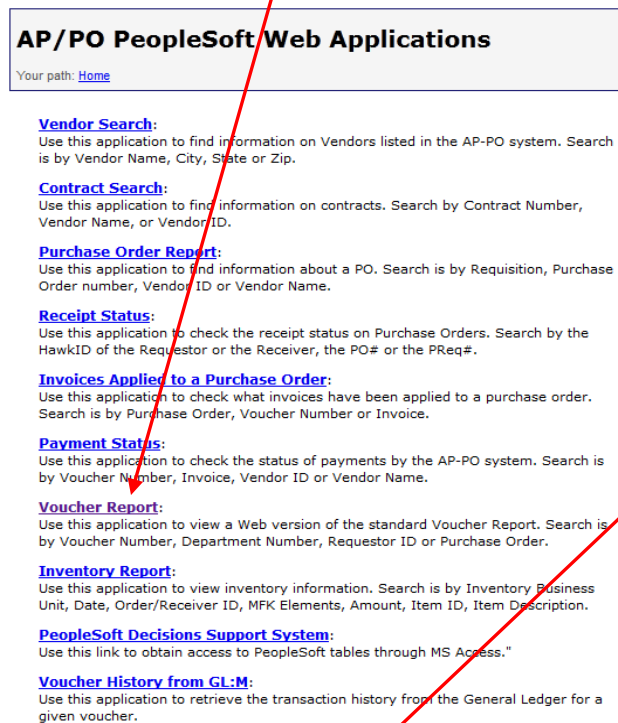 AP/PO PeopleSoft Web Applications
Your path: Home
Vendor Search:
Use this application to find information on Vendors listed in the AP-PO system. Search
is by Vendor Name, City, State or Zip.
Contract Search:
Use this application to find information on contracts. Search by Contract Number,
Vendor Name, or Vendor ID.
Purchase Order Report:
Use this application to find information about a PO. Search is by Requisition, Purchase
Order number, Vendor ID or Vendor Name.
Receipt Status:
Use this application to check the receipt status on Purchase Orders. Search by the
HawkID of the Requestor or the Receiver, the PO# or the PReq#.
Invoices Applied to a Purchase Order:
Use this application to check what invoices have been applied to a purchase order.
Search is by Purchase Order, Voucher Number or Invoice.
Payment Status:
Use this application to check the status of payments by the AP-PO system. Search is
by Voucher Number, Invoice, Vendor ID or Vendor Name.
Voucher Report:
Use this application to view a Web version of the standard Voucher Report. Search is
by Voucher Number, Department Number, Requestor ID or Purchase Order.
Inventory Report:
Use this application to view inventory information. Search is by Inventory Business
Unit, Date, Order/Receiver ID, MFK Elements, Amount, Item ID, Item Description.
PeopleSoft Decisions Support System:
Use this link to obtain access to PeopleSoft tables through MS Access."
Voucher History from GL:M:
Use this application to retrieve the transaction history from the General Ledger for a
given voucher.